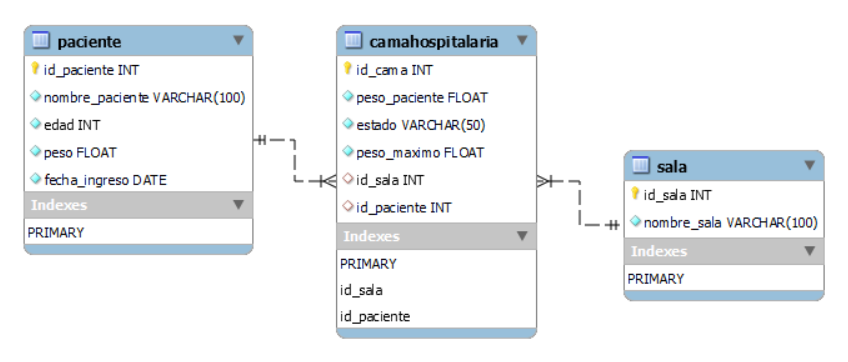 paciente
id_paciente INT
nombre_paciente VARCHAR(100)
edad INT
peso FLOAT
fecha_ingreso DATE
Indexes
PRIMARY
camahospitalaria
id_cama INT
peso_paciente FLOAT
estado VARCHAR(50)
peso_maximo FLOAT
id_sala INT
id_paciente INT
Indexes
PRIMARY
id_sala
id_paciente
sala
id_sala INT
nombre_sala VARCHAR(100)
Indexes
PRIMARY